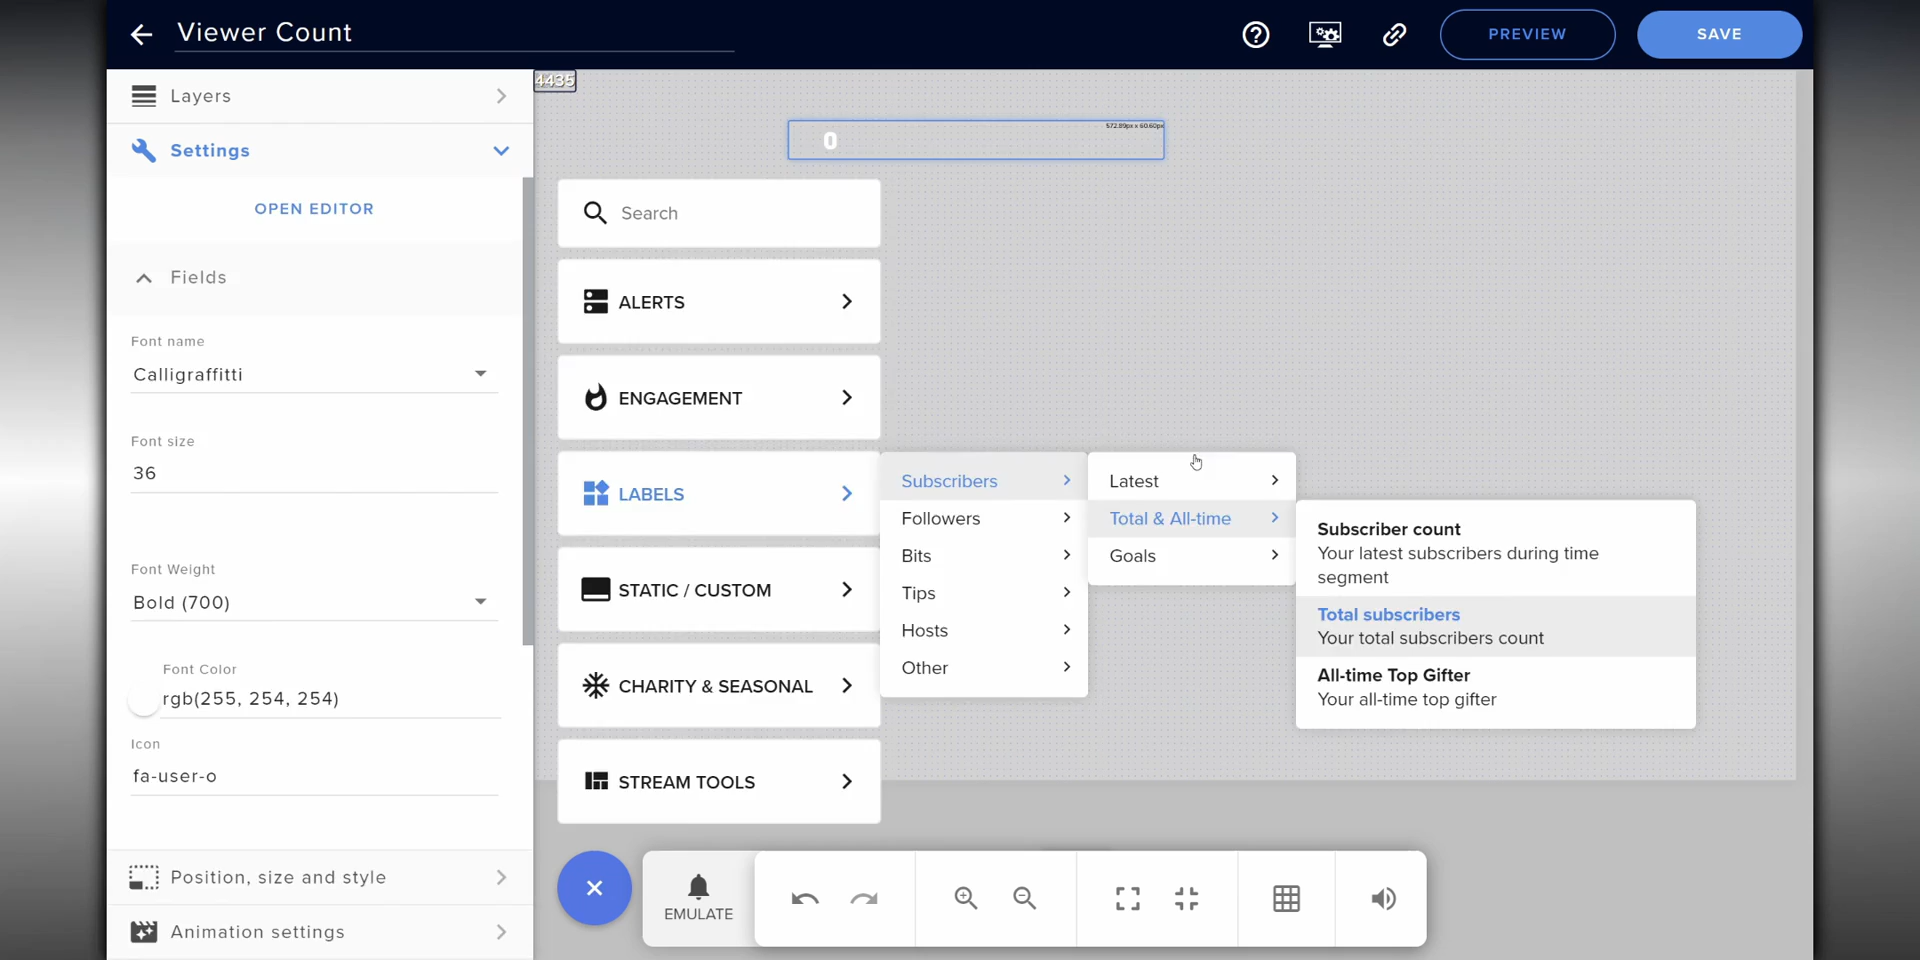 Viewer Count
PREVIEW
SAVE
Layers
Settings
OPEN EDITOR
Fields
Font name
Calligraffitti
Font size
36
Font Weight
Bold (700)
Font Color
rgb(255, 254, 254)
Icon
fa-user-o
Position, size and style
Animation settings
4435
0
572.89px x 60.60px
Search
ALERTS
ENGAGEMENT
LABELS
STATIC / CUSTOM
CHARITY & SEASONAL
STREAM TOOLS
Subscribers
Followers
Bits
Tips
Hosts
Other
Latest
Total & All-time
Goals
Subscriber count
Your latest subscribers during time
segment
Total subscribers
Your total subscribers count
All-time Top Gifter
Your all-time top gifter
EMULATE